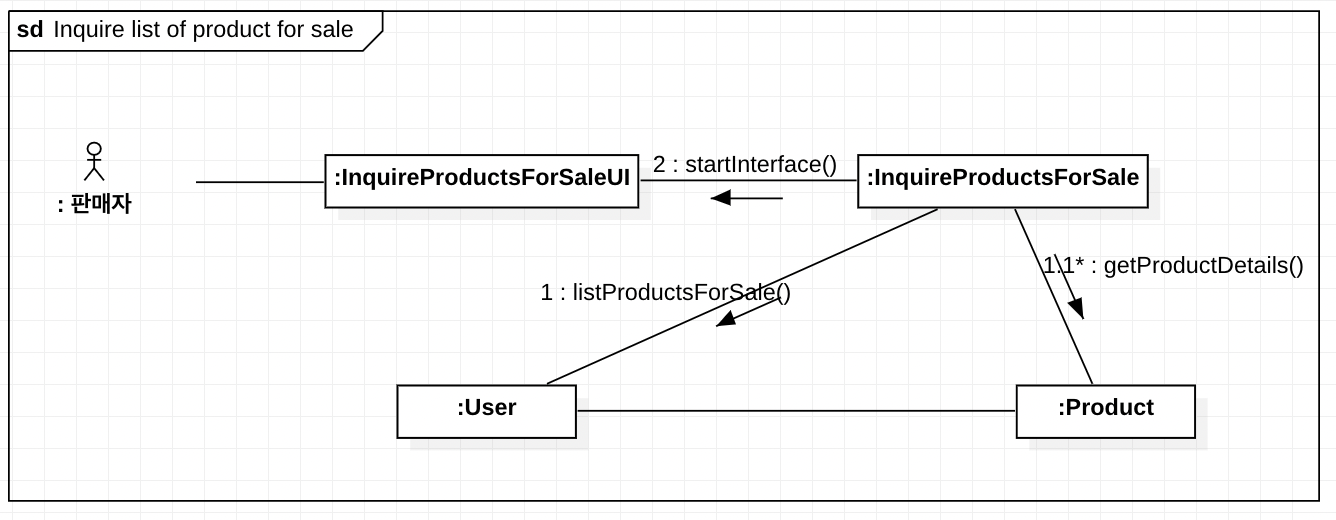 sd Inquire list of product for sale
: 판매자
:InquireProductsForSaleUI
2 : startInterface()
:InquireProductsForSale
1.1* : getProductDetails()
1 : listProductsForSale()
:User
:Product